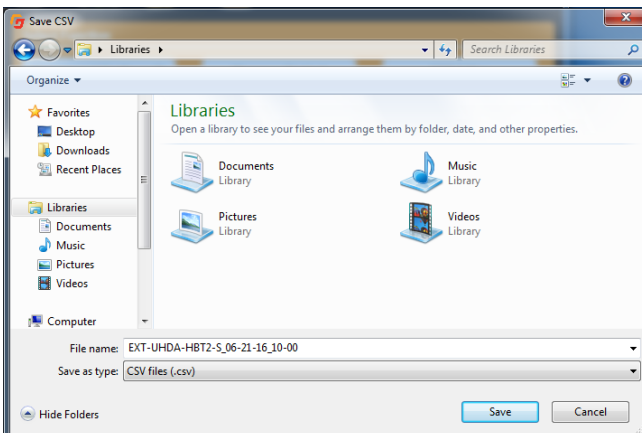 Save CSV
Libraries
Search Libraries
Organize
Favorites
Desktop
Downloads
Recent Places
Libraries
Documents
Music
Pictures
Videos
Computer
Libraries
Open a library to see your files and arrange them by folder, date, and other properties.
Documents
Library
Music
Library
Pictures
Library
Videos
Library
File name: EXT-UHDA-HBT2-S_06-21-16_10-00
Save as type: CSV files (.csv)
Hide Folders
Save
Cancel